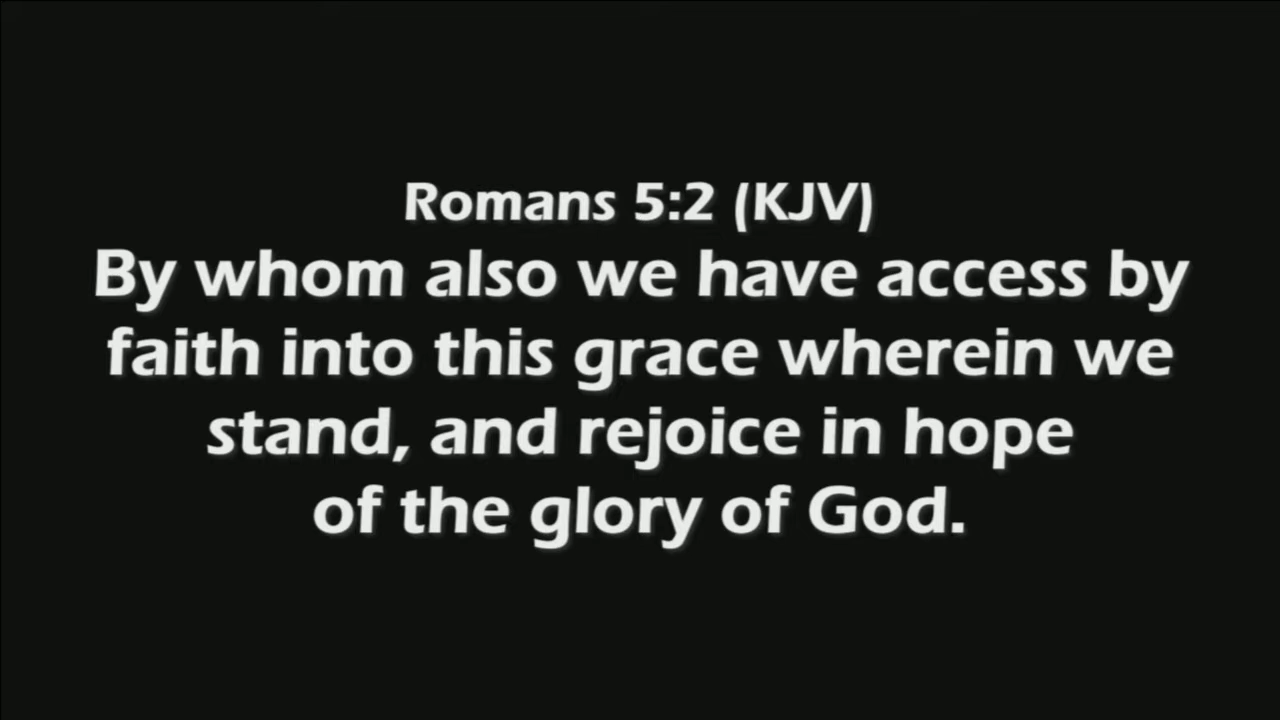 Romans 5:2 (KJV)
By whom also we have access by
faith into this grace wherein we
stand, and rejoice in hope
of the glory of God.